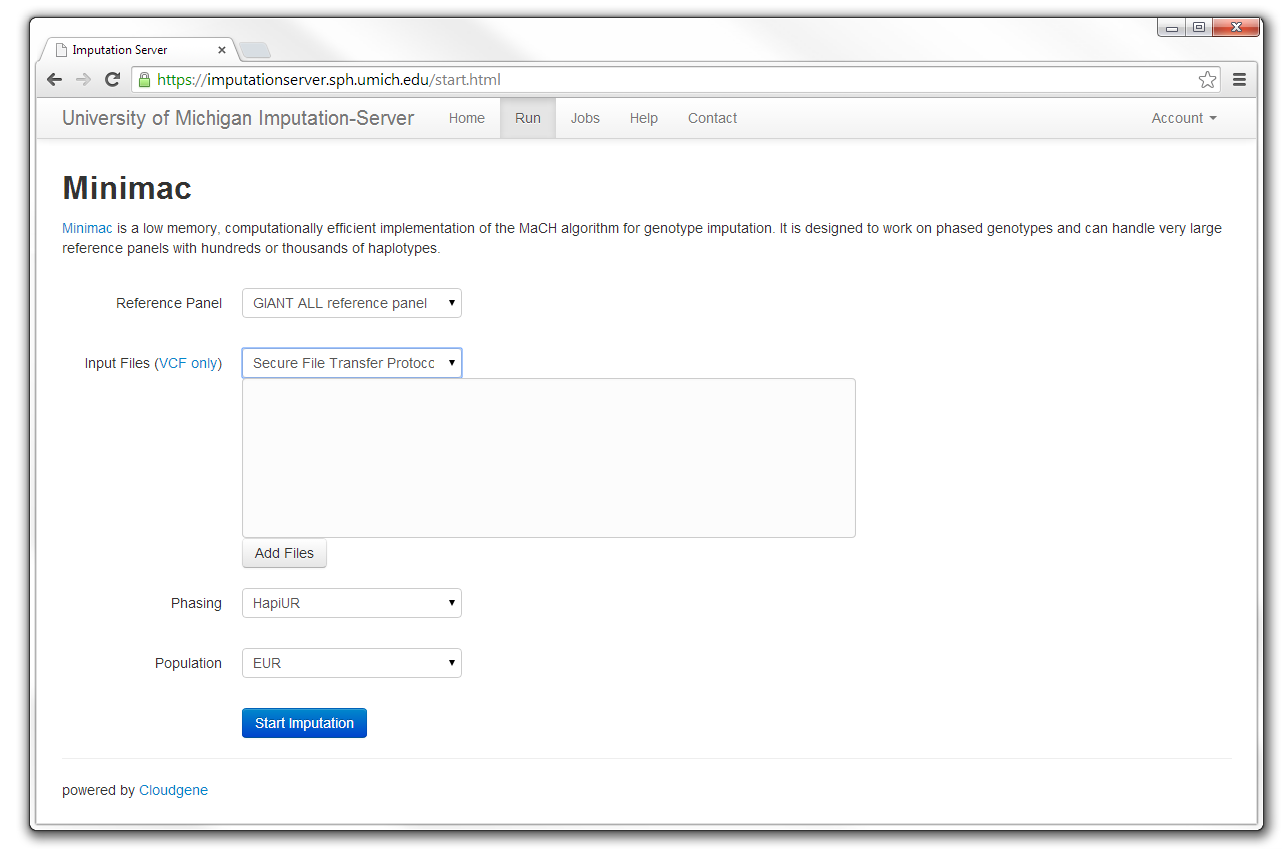 Imputation Server
https://imputationserver.sph.umich.edu/start.html
University of Michigan Imputation-Server Home Run Jobs Help Contact Account
Minimac
Minimac is a low memory, computationally efficient implementation of the MaCH algorithm for genotype imputation. It is designed to work on phased genotypes and can handle very large
reference panels with hundreds or thousands of haplotypes.
Reference Panel GIANT ALL reference panel
Input Files (VCF only) Secure File Transfer Protocc
Add Files
Phasing HapiUR
Population EUR
Start Imputation
powered by Cloudgene